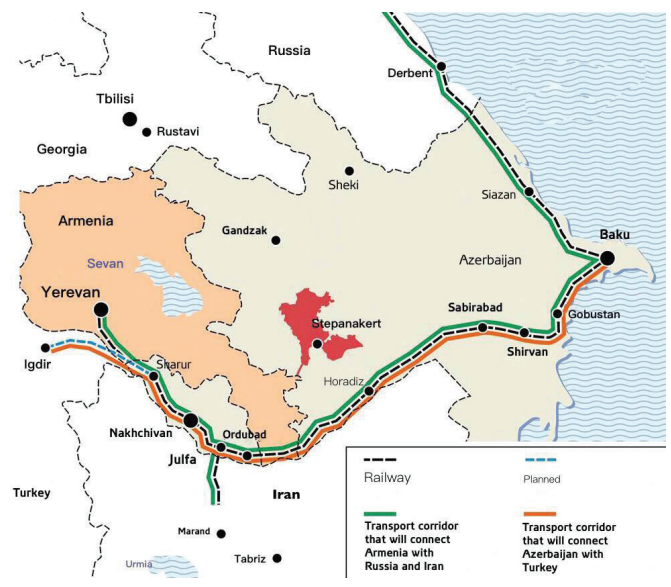 Russia
Derbent
Tbilisi
Rustavi
Georgia
Sheki
Siazan
Armenia
Gandzak
Baku
Sevan
Azerbaijan
Yerevan
Sabirabad
Gobustan
Stepanakert
Shirvan
Igdir
Snarur
Horadiz
Nakhchivan
Ordubad
Julfa
Turkey
Iran
Marand
Tabriz
Urmia
Railway
Planned
Transport corridor
that will connect
Armenia with
Russia and Iran
Transport corridor
that will connect
Azerbaijan with
Turkey